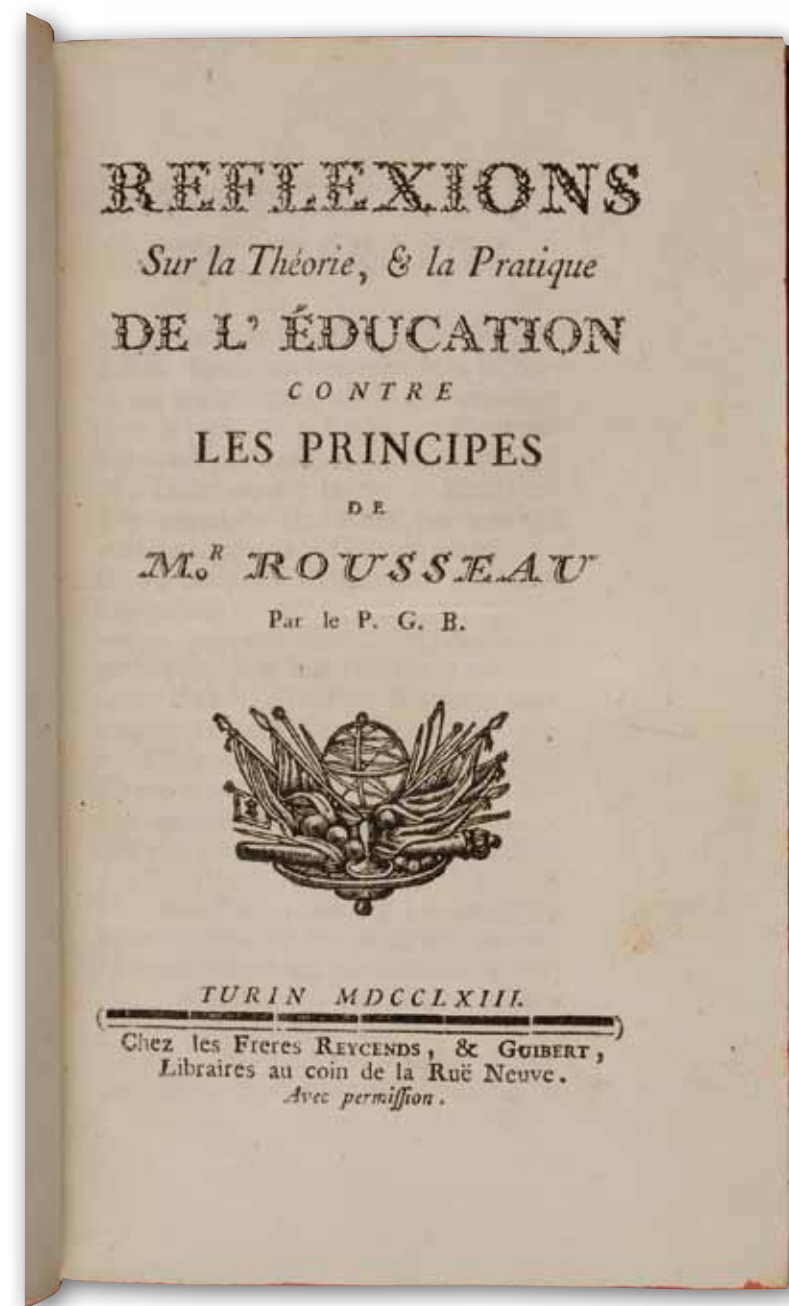 REFLEXIONS
Sur la Théorie, & la Pratique
DE L' ÉDUCATION
CONTRE
LES PRINCIPES
DE
M.R ROUSSEAU
Par le P. G. B.
TURIN MDCCLXIII.
Chez les Freres REYCENDS, & GUIBERT,
Libraires au coin de la Ruë Neuve.
Avec permiſſion.